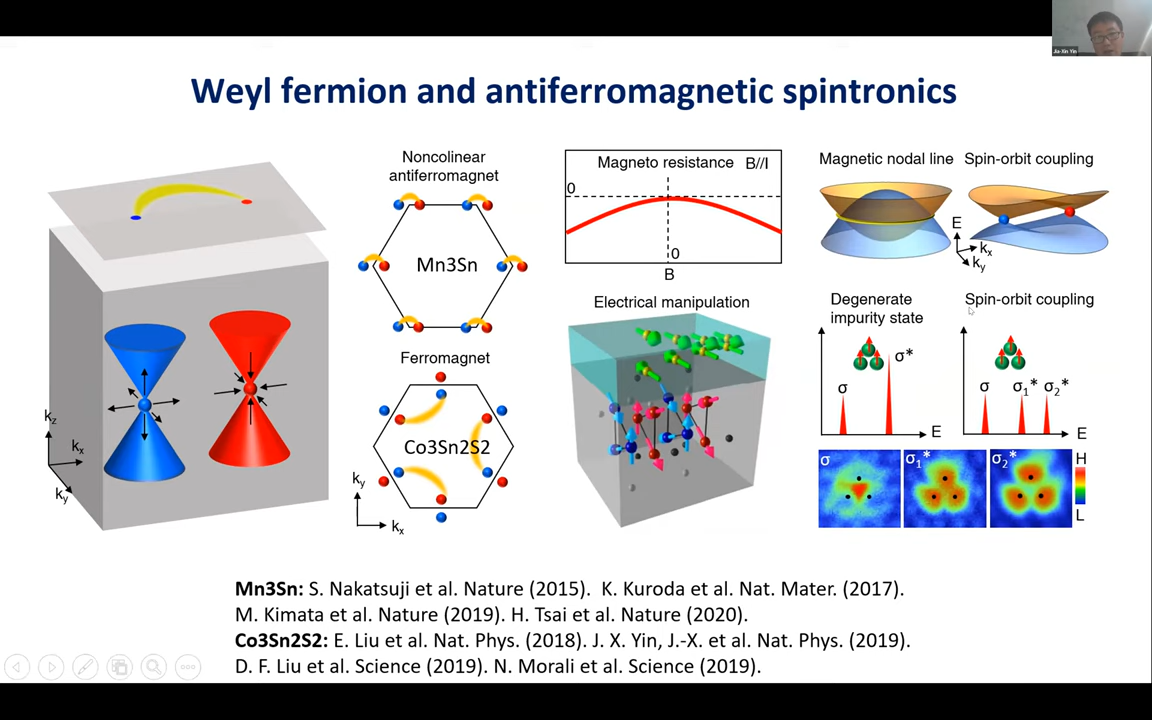 Jia-Xin Yin
Weyl fermion and antiferromagnetic spintronics
kz
kx
ky
Noncolinear
antiferromagnet
Mn3Sn
Ferromagnet
Co3Sn2S2
ky
kx
Magneto resistance B//I
0
0
B
Electrical manipulation
Magnetic nodal line
Spin-orbit coupling
E
kx
ky
Degenerate
impurity state
σ
σ*
E
Spin-orbit coupling
σ
σ1*
σ2*
E
σ
σ1*
σ2*
H
L
Mn3Sn: S. Nakatsuji et al. Nature (2015). K. Kuroda et al. Nat. Mater. (2017).
M. Kimata et al. Nature (2019). H. Tsai et al. Nature (2020).
Co3Sn2S2: E. Liu et al. Nat. Phys. (2018). J. X. Yin, J.-X. et al. Nat. Phys. (2019).
D. F. Liu et al. Science (2019). N. Morali et al. Science (2019).